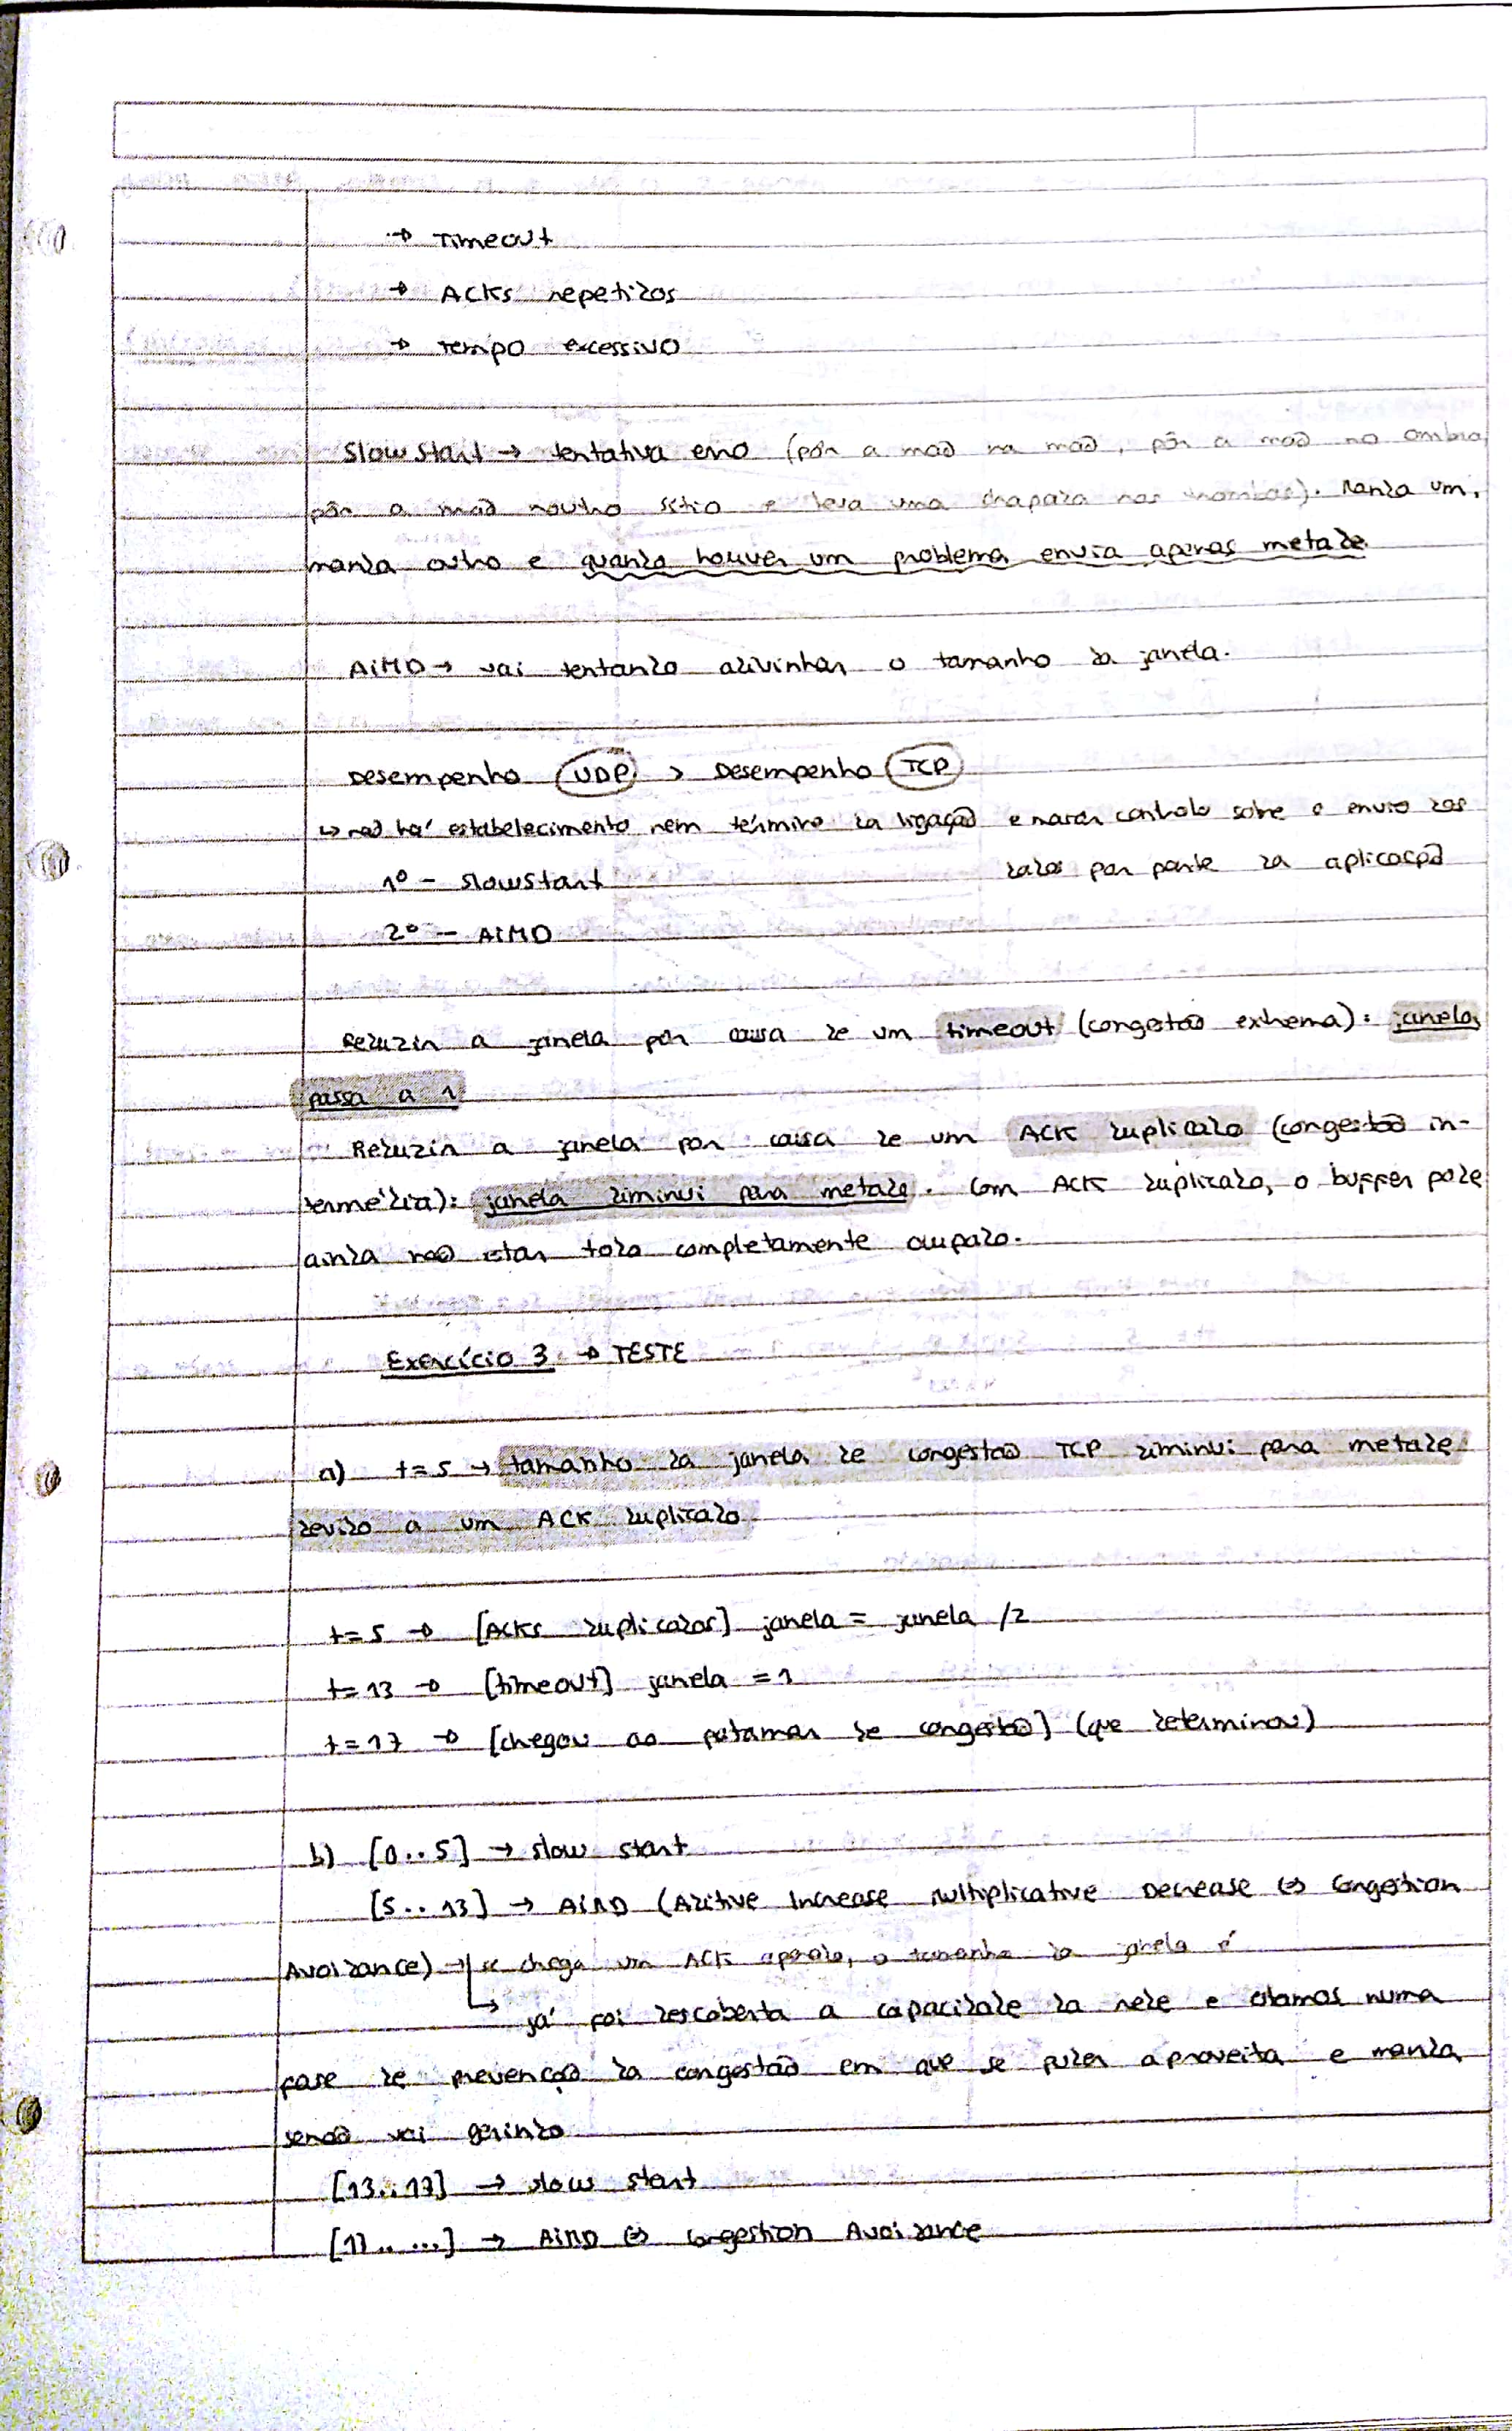 → Timeout
→ ACKs repetidos
→ tempo excessivo
Slow Start → tentativa erro (pôr a mão na mão, pôr a mão no ombro,
pôr a mão noutro sítio e leva uma chapada nas trombas). Manda um,
manda outro e quando houver um problema envia apenas metade
AIMD → vai tentando adivinhar o tamanho da janela.
Desempenho UDP > Desempenho TCP
↳ não há estabelecimento nem término da ligação e maior controlo sobre o envio dos
dados por parte da aplicação
1º - slowstart
2º - AIMD
Reduzir a janela por causa de um timeout (congestão extrema): janela
passa a 1
Reduzir a janela por causa de um ACK duplicado (congestão in-
termédia): janela diminui para metade. Com ACK duplicado, o buffer pode
ainda não estar todo completamente ocupado.
Exercício 3 → TESTE
a) t=5 → tamanho da janela de congestão TCP diminui para metade
devido a um ACK duplicado
t=5 → [ACKs duplicados] janela = janela /2
t=13 → [timeout] janela = 1
t=17 → [chegou ao patamar de congestão] (que determinou)
b) [0..5] → slow start
[5..13] → AIMD (Aditive Increase Multiplicative Decrease ⇔ Congestion
Avoidance) → se chega um ACK apenas, o tamanho da janela é
↳ já foi descoberta a capacidade da rede e estamos numa
fase de prevenção da congestão em que se puder aproveita e manda
senão vai gerindo
[13..17] → slow start
[17..…] → AIMD ⇔ Congestion Avoidance